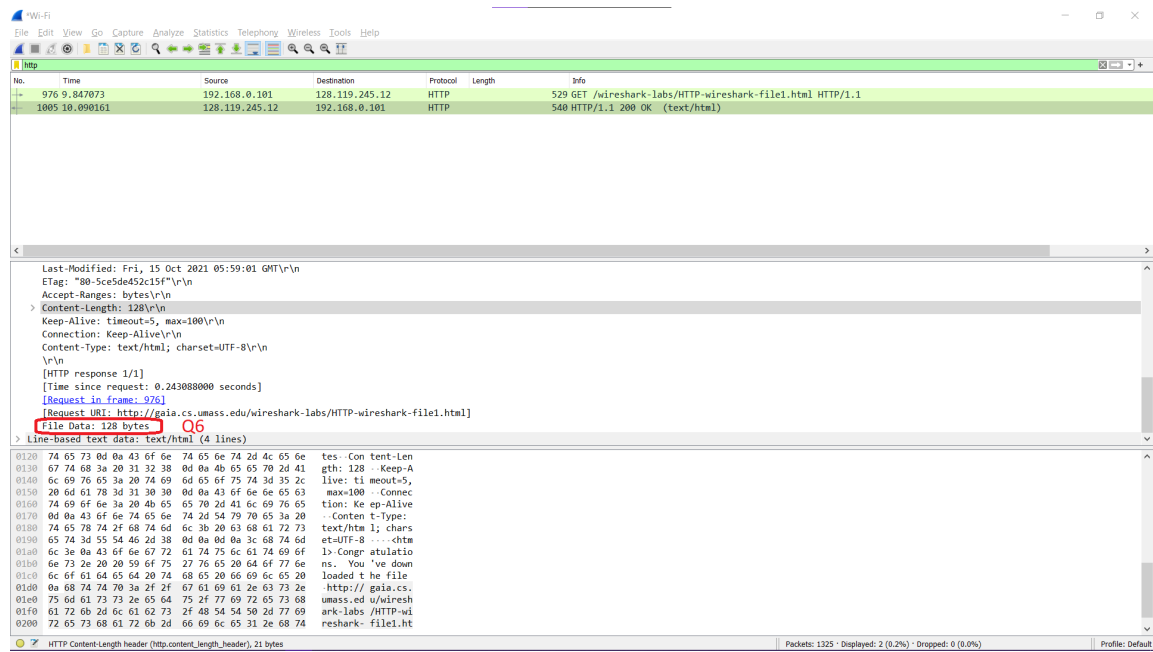 *Wi-Fi
File Edit View Go Capture Analyze Statistics Telephony Wireless Tools Help
http
No. Time Source Destination Protocol Length Info
976 9.847073 192.168.0.101 128.119.245.12 HTTP 529 GET /wireshark-labs/HTTP-wireshark-file1.html HTTP/1.1
1005 10.090161 128.119.245.12 192.168.0.101 HTTP 540 HTTP/1.1 200 OK (text/html)
Last-Modified: Fri, 15 Oct 2021 05:59:01 GMT\r\n
ETag: "80-5ce5de452c15f"\r\n
Accept-Ranges: bytes\r\n
Content-Length: 128\r\n
Keep-Alive: timeout=5, max=100\r\n
Connection: Keep-Alive\r\n
Content-Type: text/html; charset=UTF-8\r\n
\r\n
[HTTP response 1/1]
[Time since request: 0.243088000 seconds]
[Request in frame: 976]
[Request URI: http://gaia.cs.umass.edu/wireshark-labs/HTTP-wireshark-file1.html]
File Data: 128 bytes Q6
Line-based text data: text/html (4 lines)
0120 74 65 73 0d 0a 43 6f 6e 74 65 6e 74 2d 4c 65 6e tes··Con tent-Len
0130 67 74 68 3a 20 31 32 38 0d 0a 4b 65 65 70 2d 41 gth: 128 ··Keep-A
0140 6c 69 76 65 3a 20 74 69 6d 65 6f 75 74 3d 35 2c live: ti meout=5,
0150 20 6d 61 78 3d 31 30 30 0d 0a 43 6f 6e 6e 65 63 max=100 ··Connec
0160 74 69 6f 6e 3a 20 4b 65 65 70 2d 41 6c 69 76 65 tion: Ke ep-Alive
0170 0d 0a 43 6f 6e 74 65 6e 74 2d 54 79 70 65 3a 20 ··Conten t-Type:
0180 74 65 78 74 2f 68 74 6d 6c 3b 20 63 68 61 72 73 text/htm l; chars
0190 65 74 3d 55 54 46 2d 38 0d 0a 0d 0a 3c 68 74 6d et=UTF-8 ····<htm
01a0 6c 3e 0a 43 6f 6e 67 72 61 74 75 6c 61 74 69 6f l>·Congr atulatio
01b0 6e 73 2e 20 20 59 6f 75 27 76 65 20 64 6f 77 6e ns. You 've down
01c0 6c 6f 61 64 65 64 20 74 68 65 20 66 69 6c 65 20 loaded t he file
01d0 0a 68 74 74 70 3a 2f 2f 67 61 69 61 2e 63 73 2e ·http:// gaia.cs.
01e0 75 6d 61 73 73 2e 65 64 75 2f 77 69 72 65 73 68 umass.ed u/wiresh
01f0 61 72 6b 2d 6c 61 62 73 2f 48 54 54 50 2d 77 69 ark-labs /HTTP-wi
0200 72 65 73 68 61 72 6b 2d 66 69 6c 65 31 2e 68 74 reshark- file1.ht
HTTP Content-Length header (http.content_length_header), 21 bytes Packets: 1325 · Displayed: 2 (0.2%) · Dropped: 0 (0.0%) Profile: Default